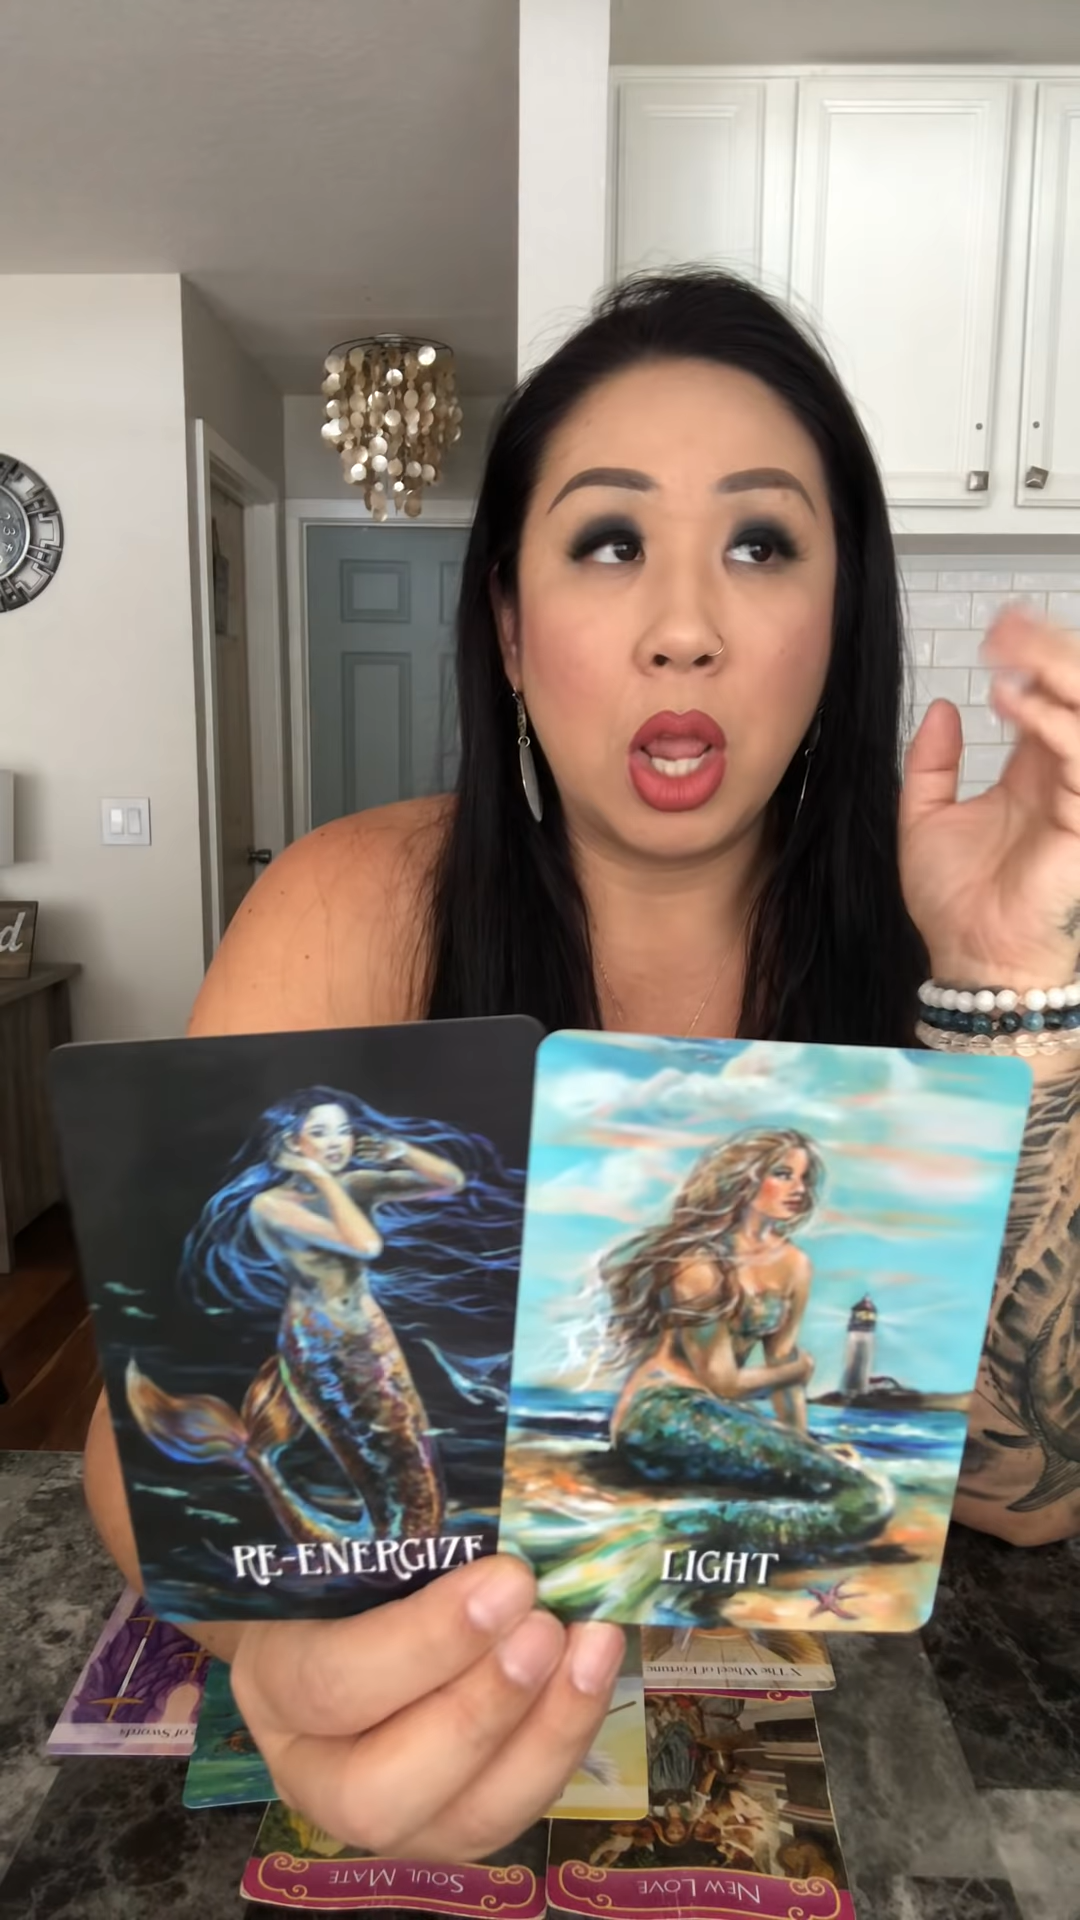 d
RE-ENERGIZE
LIGHT
X The Wheel of Fortune
of Swords
SOUL MATE
NEW LOVE